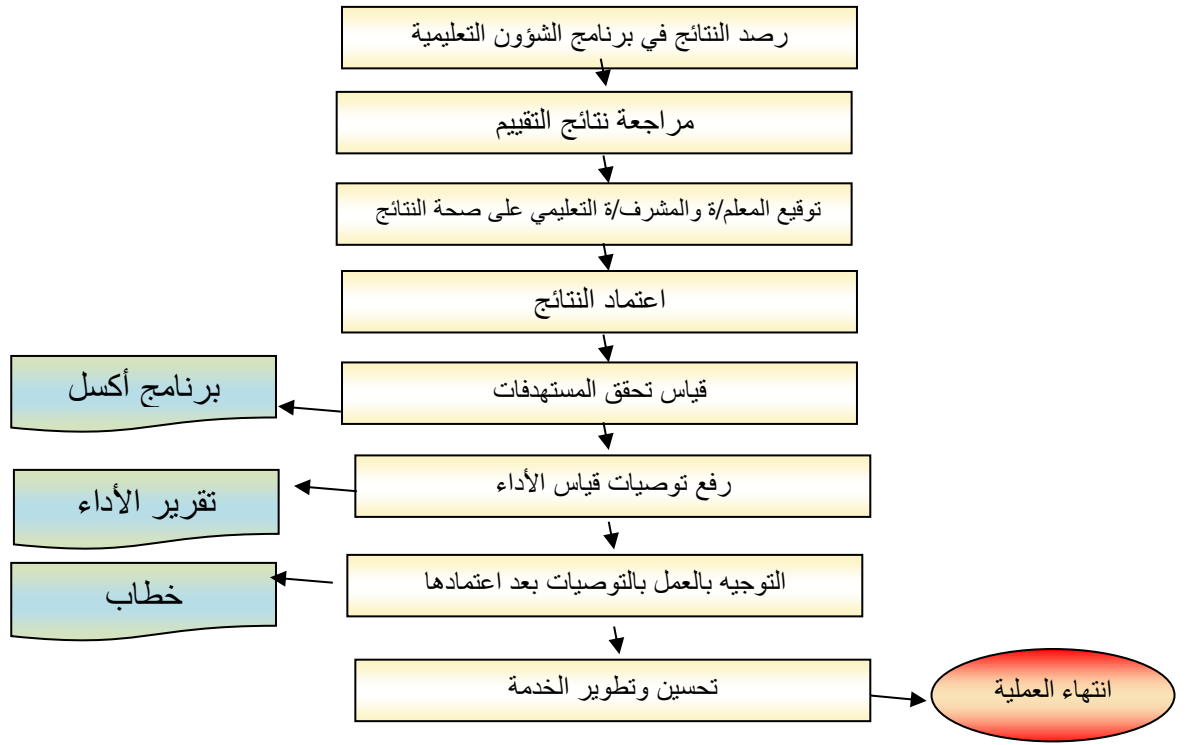 رصد النتائج في برنامج الشؤون التعليمية
مراجعة نتائج التقييم
توقيع المعلم/ة والمشرف/ة التعليمي على صحة النتائج
اعتماد النتائج
قياس تحقق المستهدفات
برنامج أكسل
رفع توصيات قياس الأداء
تقرير الأداء
التوجيه بالعمل بالتوصيات بعد اعتمادها
خطاب
تحسين وتطوير الخدمة
انتهاء العملية